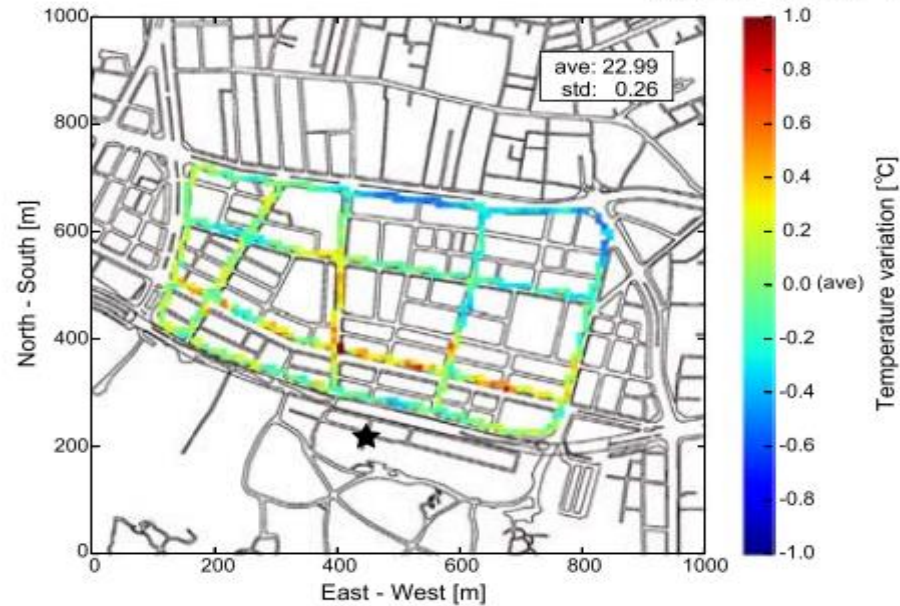 1000
800
600
400
200
0
North - South [m]
ave: 22.99
std: 0.26
0 200 400 600 800 1000
East - West [m]
1.0
0.8
0.6
0.4
0.2
0.0 (ave)
-0.2
-0.4
-0.6
-0.8
-1.0
Temperature variation [°C]